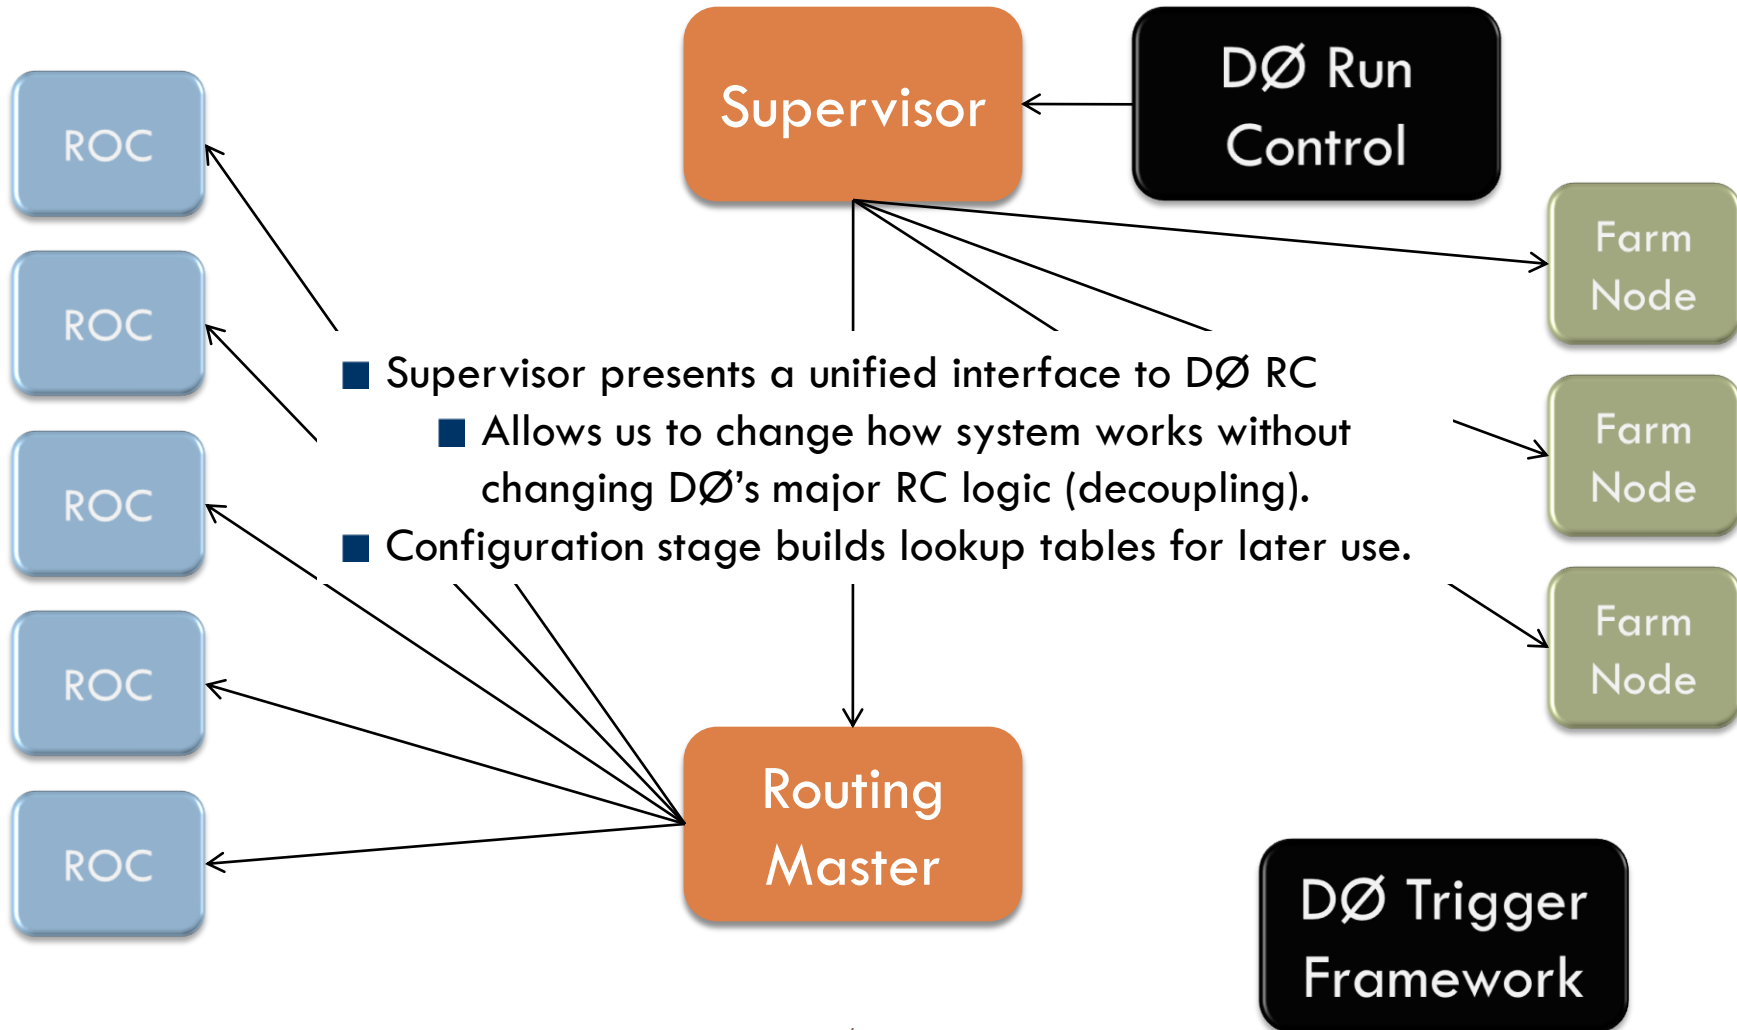 Supervisor
DØ Run
Control
ROC
ROC
ROC
ROC
ROC
Farm
Node
Farm
Node
Farm
Node
■ Supervisor presents a unified interface to DØ RC
■ Allows us to change how system works without
changing DØ’s major RC logic (decoupling).
■ Configuration stage builds lookup tables for later use.
Routing
Master
DØ Trigger
Framework